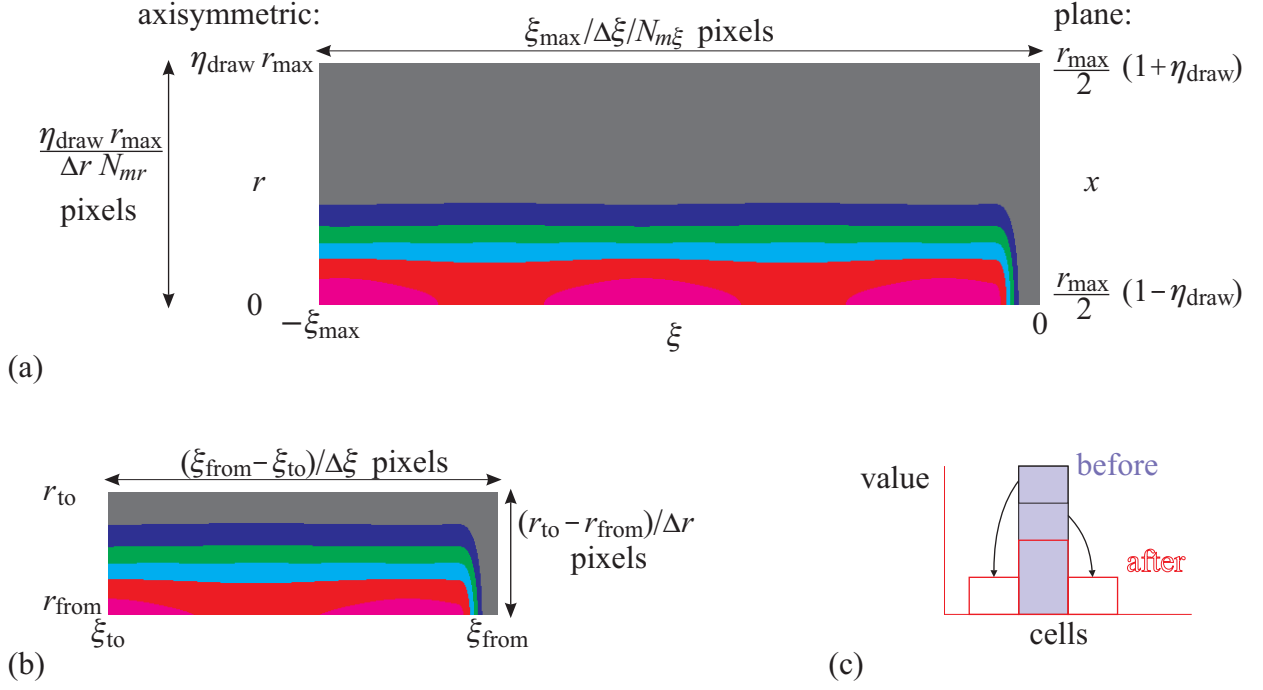 axisymmetric:
plane:
ξmax/Δξ/Nmξ pixels
ηdraw rmax
rmax/2 (1+ηdraw)
ηdraw rmax
Δr Nmr
pixels
r
x
0
rmax/2 (1−ηdraw)
−ξmax
ξ
0
(a)
(ξfrom−ξto)/Δξ pixels
rto
(rto−rfrom)/Δr
pixels
rfrom
ξto
ξfrom
(b)
value
before
after
cells
(c)